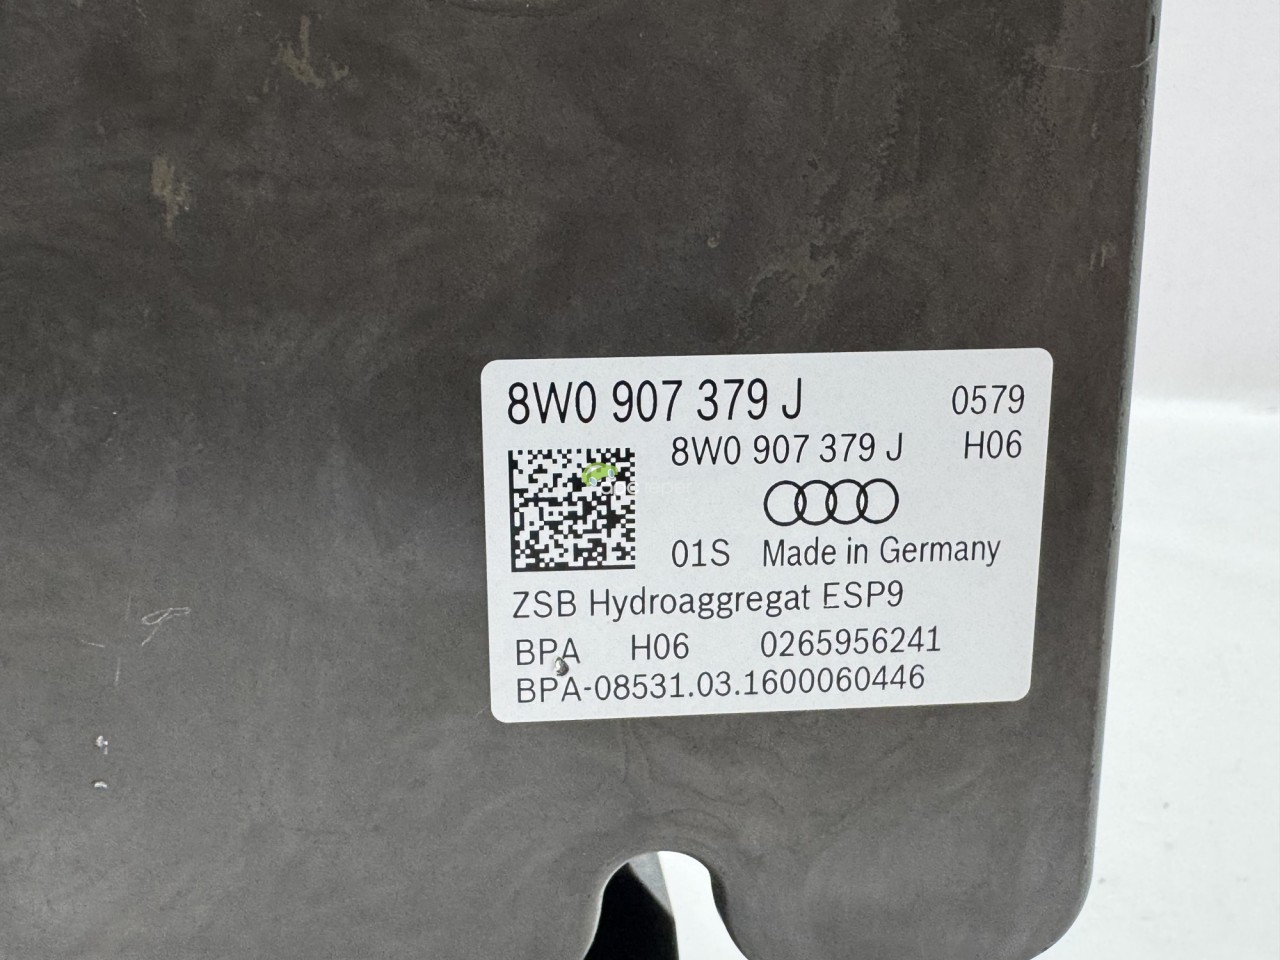 8W0 907 379 J 0579
8W0 907 379 J H06
01S Made in Germany
ZSB Hydroaggregat ESP9
BPA H06 0265956241
BPA-08531.03.1600060446